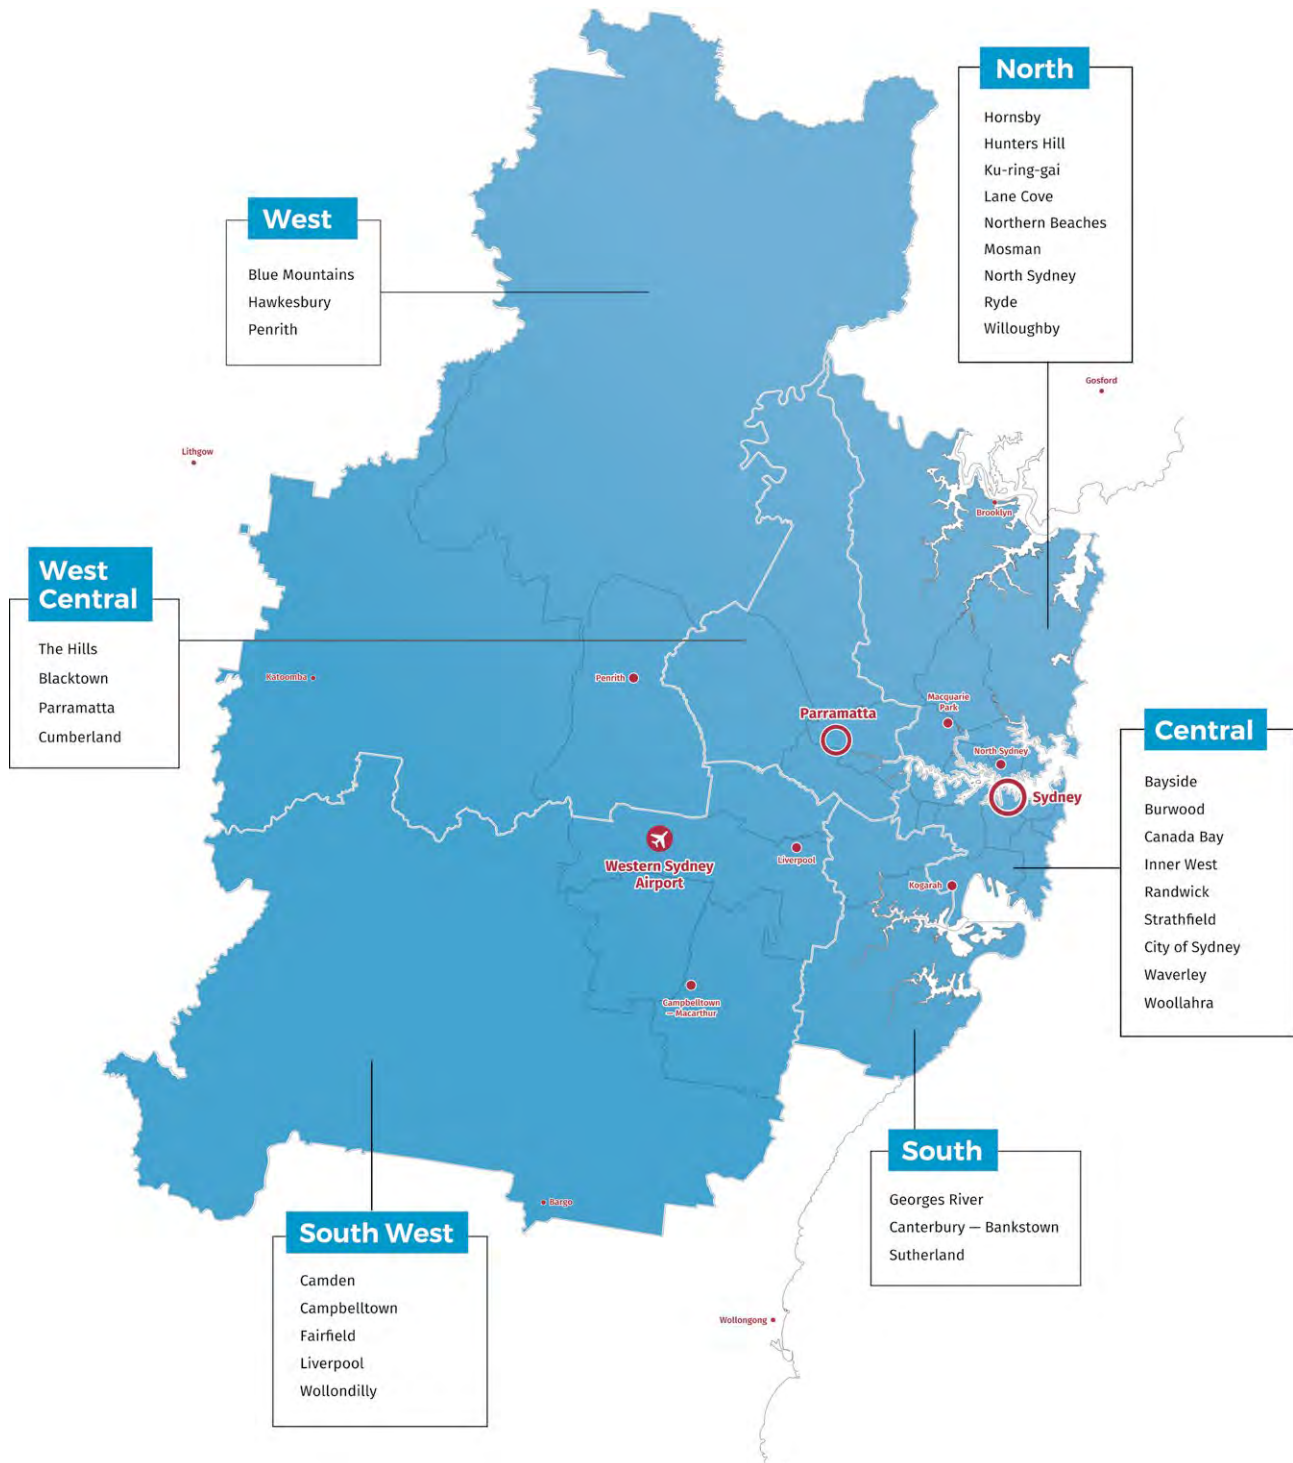 North
Hornsby
Hunters Hill
Ku-ring-gai
Lane Cove
Northern Beaches
Mosman
North Sydney
Ryde
Willoughby
West
Blue Mountains
Hawkesbury
Penrith
Gosford
Lithgow
Brooklyn
West
Central
The Hills
Blacktown
Parramatta
Cumberland
Katoomba
Penrith
Parramatta
Macquarie
Park
North Sydney
Sydney
Central
Bayside
Burwood
Canada Bay
Inner West
Randwick
Strathfield
City of Sydney
Waverley
Woollahra
Western Sydney
Airport
Liverpool
Kogarah
Campbelltown
—Macarthur
South
Georges River
Canterbury — Bankstown
Sutherland
Bargo
South West
Camden
Campbelltown
Fairfield
Liverpool
Wollondilly
Wollongong